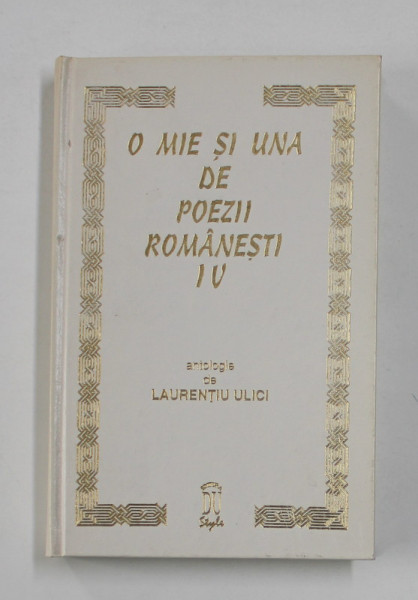 O MIE ȘI UNA
DE
POEZII
ROMÂNEȘTI
IV
antologie
de
LAURENȚIU ULICI
DU
Style